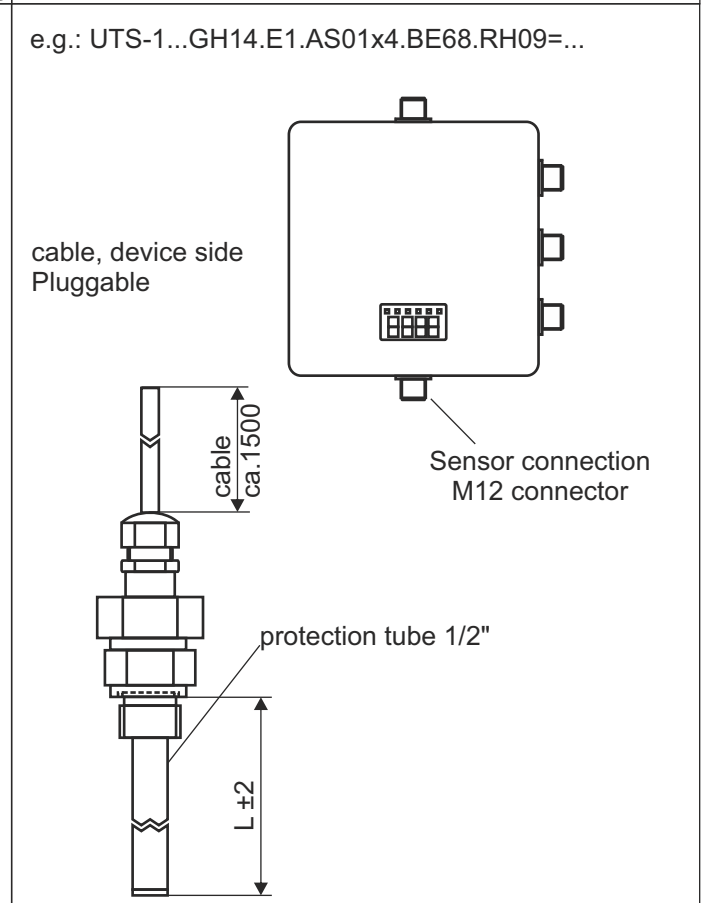 e.g.: UTS-1...GH14.E1.AS01x4.BE68.RH09=...
cable, device side
Pluggable
cable
ca.1500
Sensor connection
M12 connector
protection tube 1/2"
L ±2